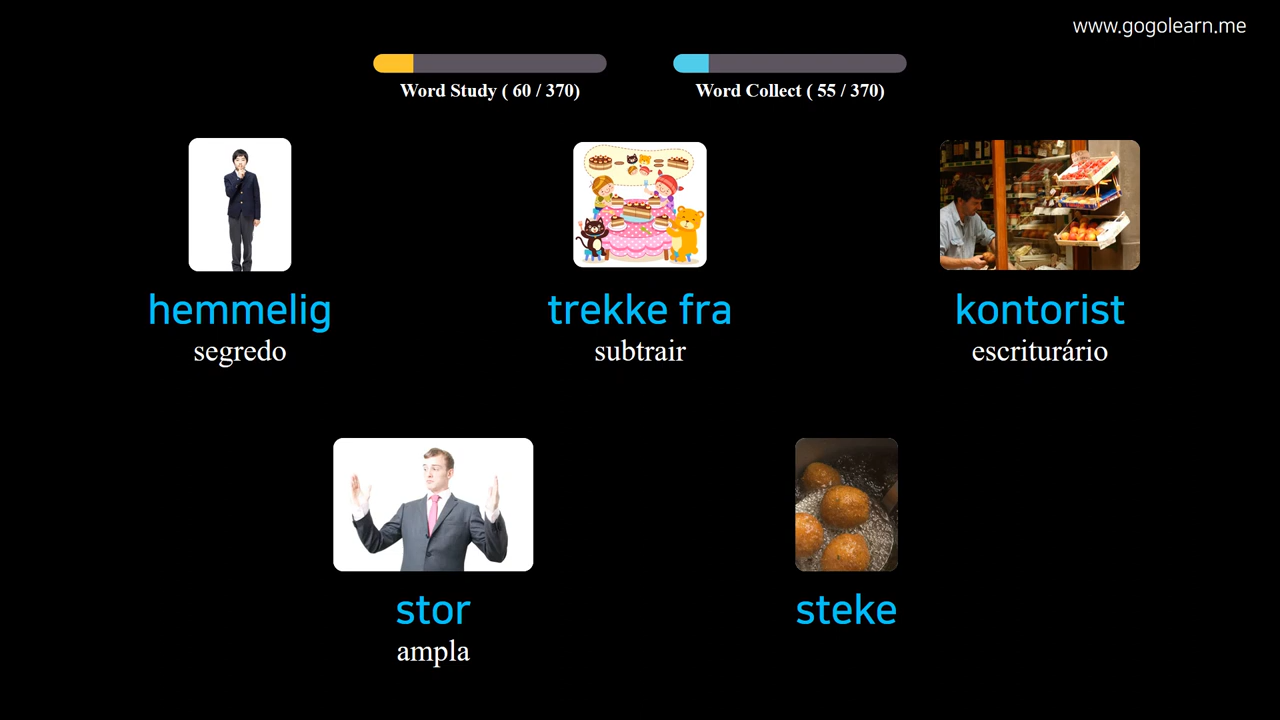 www.gogolearn.me
Word Study ( 60 / 370)
Word Collect ( 55 / 370)
hemmelig
segredo
trekke fra
subtrair
kontorist
escriturário
stor
ampla
steke